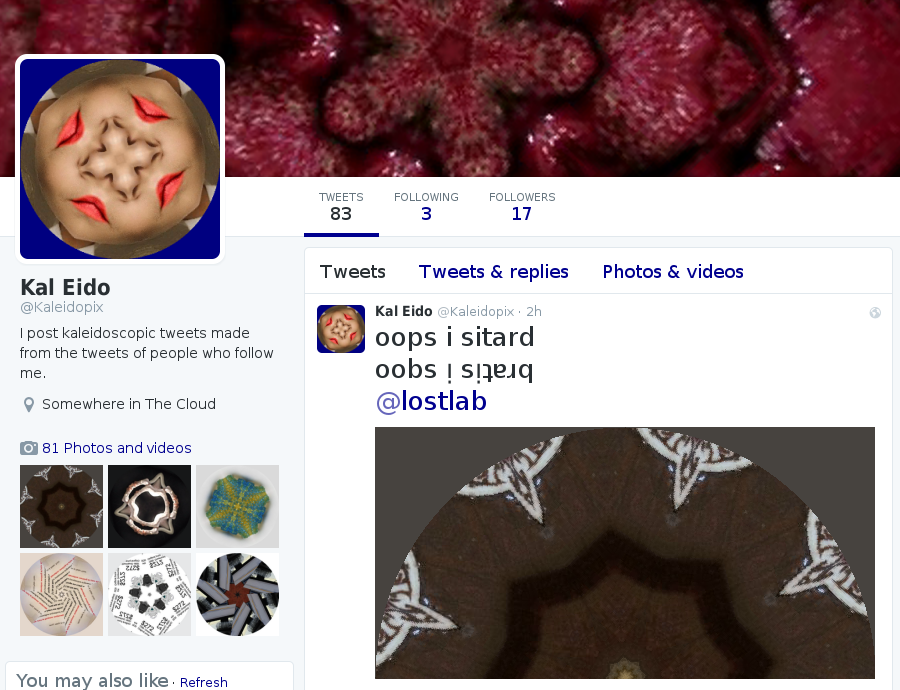 TWEETS
83
FOLLOWING
3
FOLLOWERS
17
Kal Eido
@Kaleidopix
I post kaleidoscopic tweets made
from the tweets of people who follow
me.
Somewhere in The Cloud
81 Photos and videos
You may also like · Refresh
Tweets Tweets & replies Photos & videos
Kal Eido @Kaleidopix · 2h
oops i sitard
oobs ᴉ sᴉʇɐɹq
@lostlab